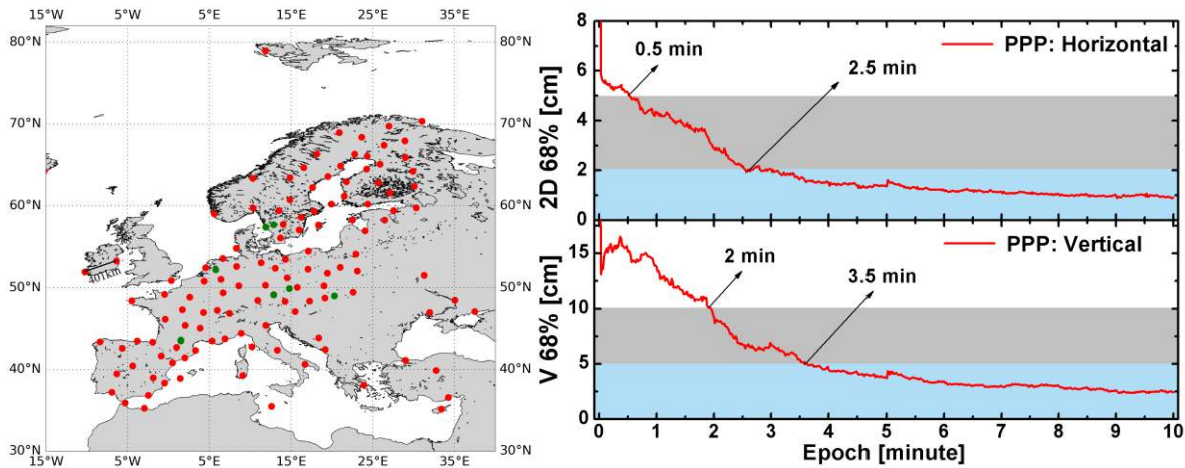 15°W 5°W 5°E 15°E 25°E 35°E
80°N 80°N
70°N 70°N
60°N 60°N
50°N 50°N
40°N 40°N
30°N 30°N
15°W 5°W 5°E 15°E 25°E 35°E
401km
2D 68% [cm]
8
6
4
2
0
PPP: Horizontal
0.5 min
2.5 min
V 68% [cm]
15
10
5
0
PPP: Vertical
2 min
3.5 min
0 1 2 3 4 5 6 7 8 9 10
Epoch [minute]